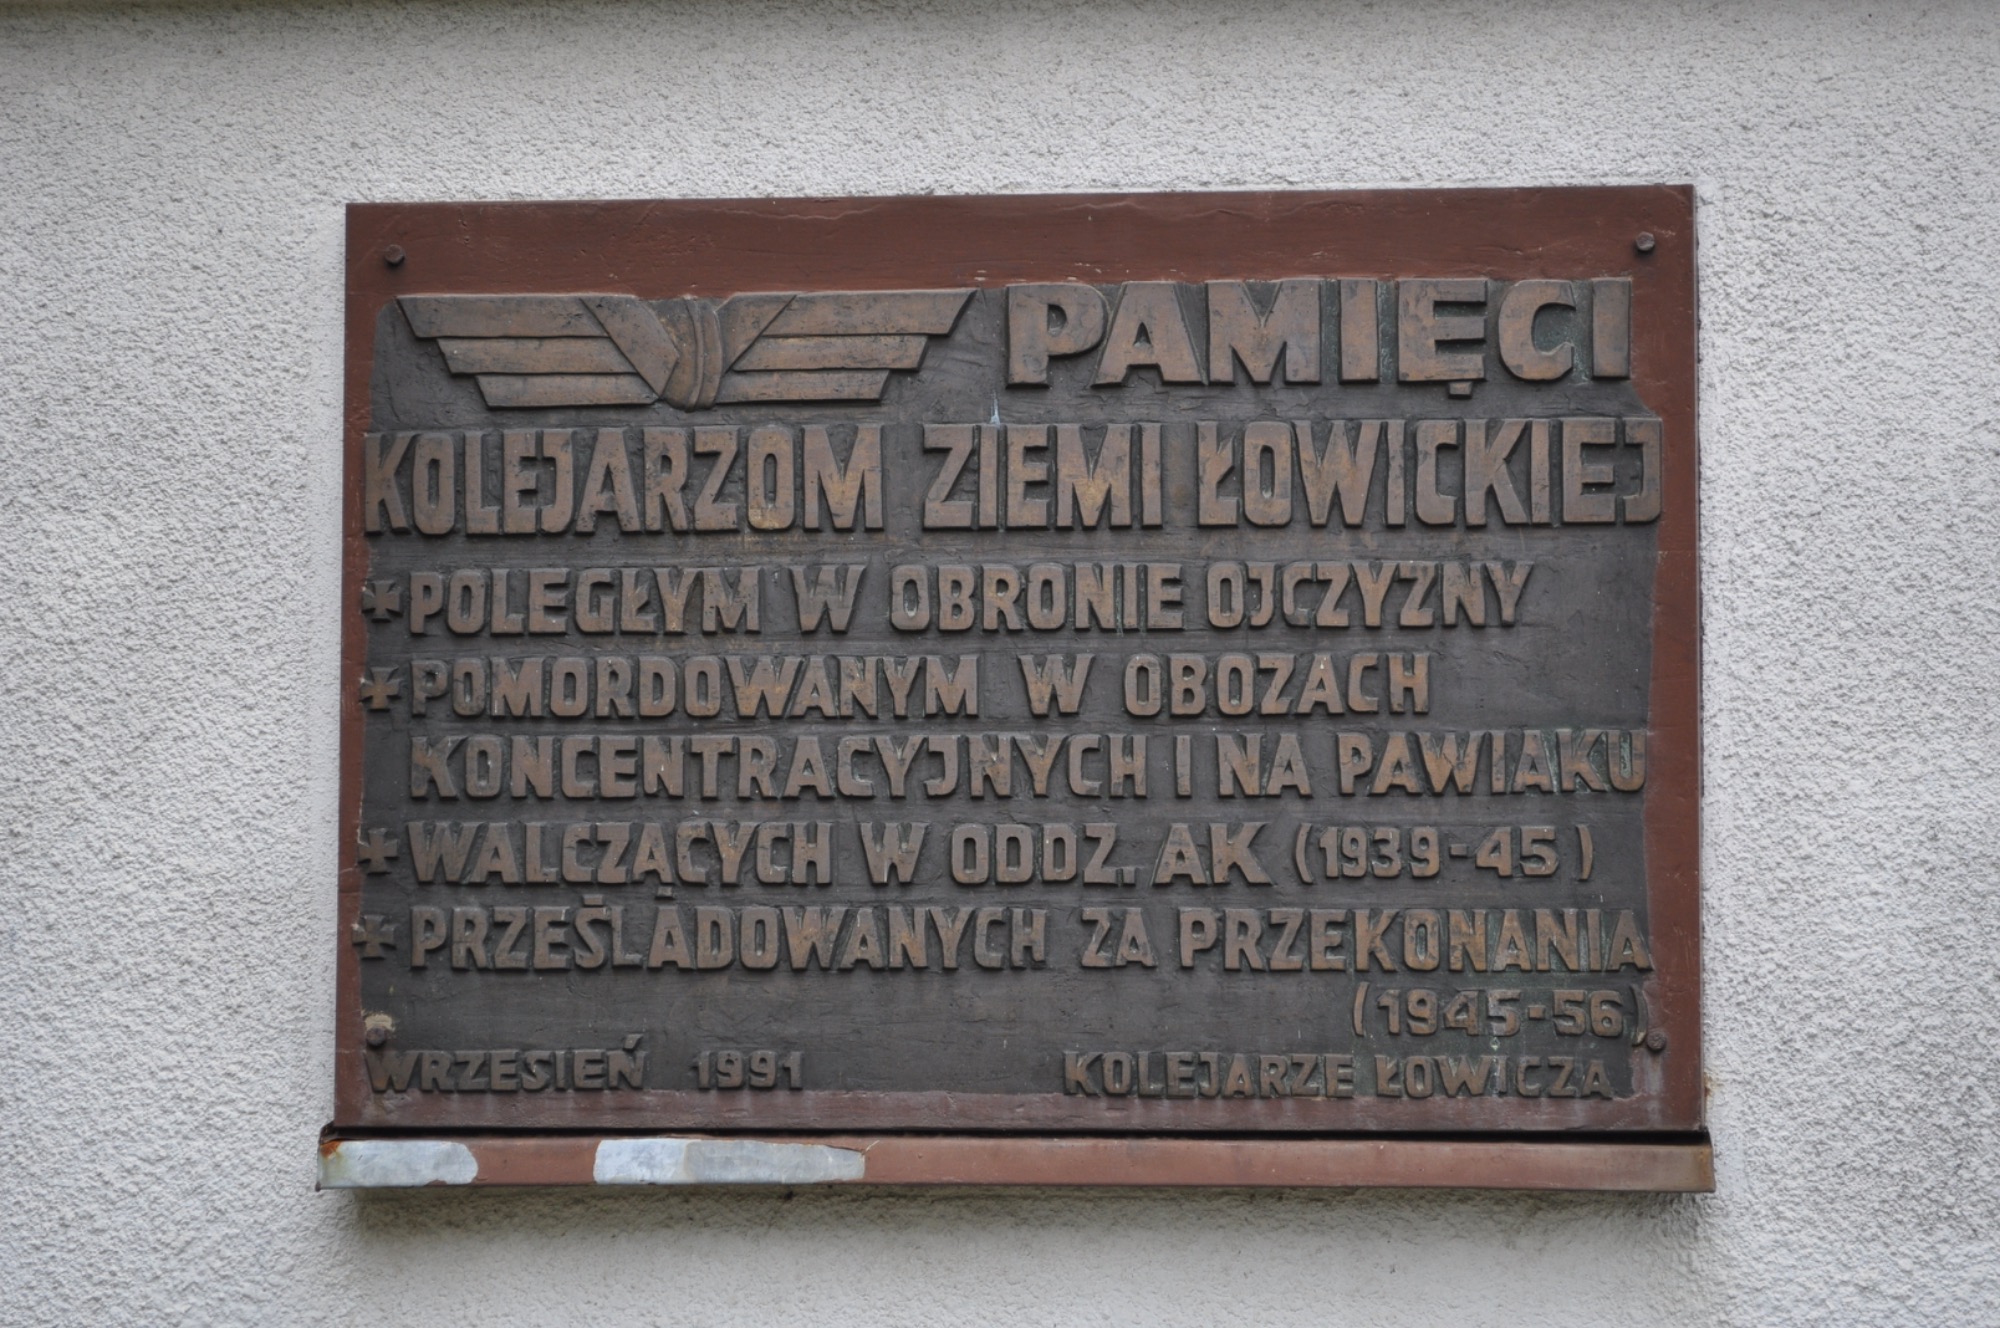 PAMIĘCI
KOLEJARZOM ZIEMI ŁOWICKIEJ
POLEGŁYM W OBRONIE OJCZYZNY
POMORDOWANYM W OBOZACH
KONCENTRACYJNYCH I NA PAWIAKU
WALCZĄCYCH W ODDZ. AK (1939-45)
PRZEŚLĄDOWANYCH ZA PRZEKONANIA
(1945-56)
WRZESIEŃ 1991 KOLEJARZE ŁOWICZA